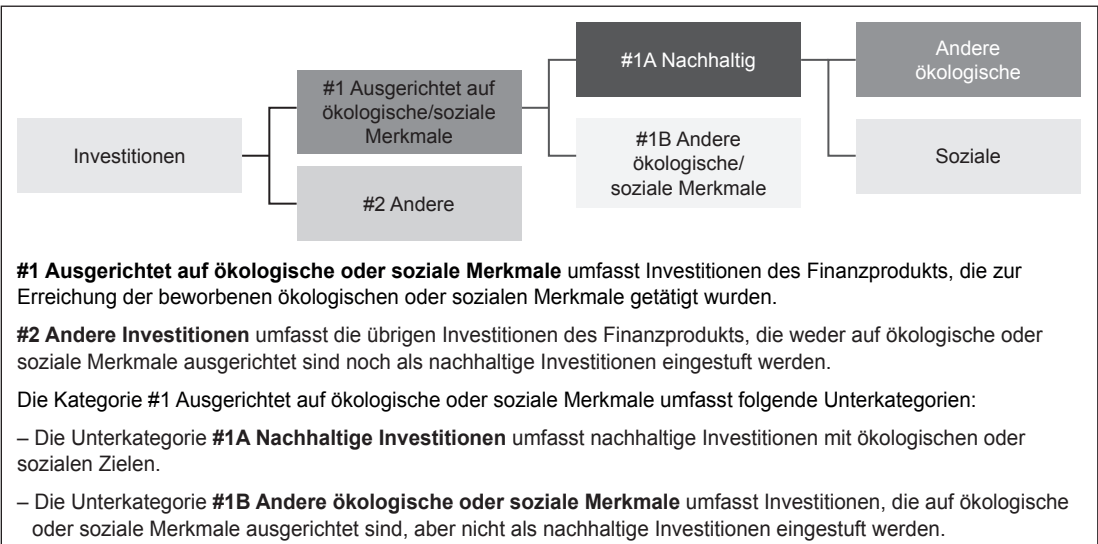 #1A Nachhaltig
Andere
ökologische
#1 Ausgerichtet auf
ökologische/soziale
Merkmale
Investitionen
#1B Andere
ökologische/
soziale Merkmale
Soziale
#2 Andere
#1 Ausgerichtet auf ökologische oder soziale Merkmale umfasst Investitionen des Finanzprodukts, die zur
Erreichung der beworbenen ökologischen oder sozialen Merkmale getätigt wurden.
#2 Andere Investitionen umfasst die übrigen Investitionen des Finanzprodukts, die weder auf ökologische oder
soziale Merkmale ausgerichtet sind noch als nachhaltige Investitionen eingestuft werden.
Die Kategorie #1 Ausgerichtet auf ökologische oder soziale Merkmale umfasst folgende Unterkategorien:
– Die Unterkategorie #1A Nachhaltige Investitionen umfasst nachhaltige Investitionen mit ökologischen oder
sozialen Zielen.
– Die Unterkategorie #1B Andere ökologische oder soziale Merkmale umfasst Investitionen, die auf ökologische
oder soziale Merkmale ausgerichtet sind, aber nicht als nachhaltige Investitionen eingestuft werden.